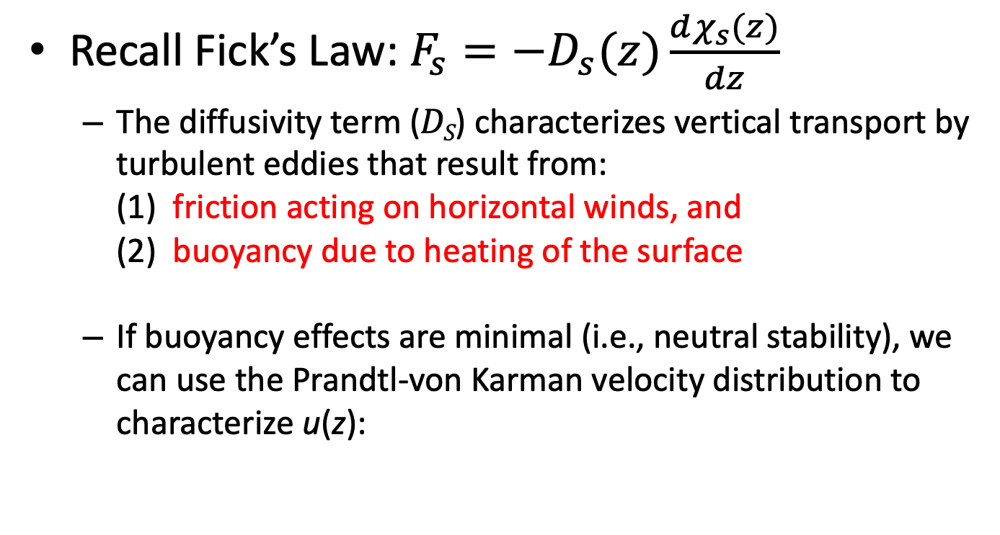 • Recall Fick’s Law: $F_s = -D_s(z)\frac{d\chi_s(z)}{dz}$
– The diffusivity term ($D_s$) characterizes vertical transport by
turbulent eddies that result from:
(1) friction acting on horizontal winds, and
(2) buoyancy due to heating of the surface
– If buoyancy effects are minimal (i.e., neutral stability), we
can use the Prandtl-von Karman velocity distribution to
characterize u(z):